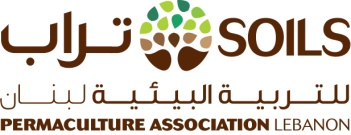 تراب SOILS
للتربية البيئية لبنان
PERMACULTURE ASSOCIATION LEBANON